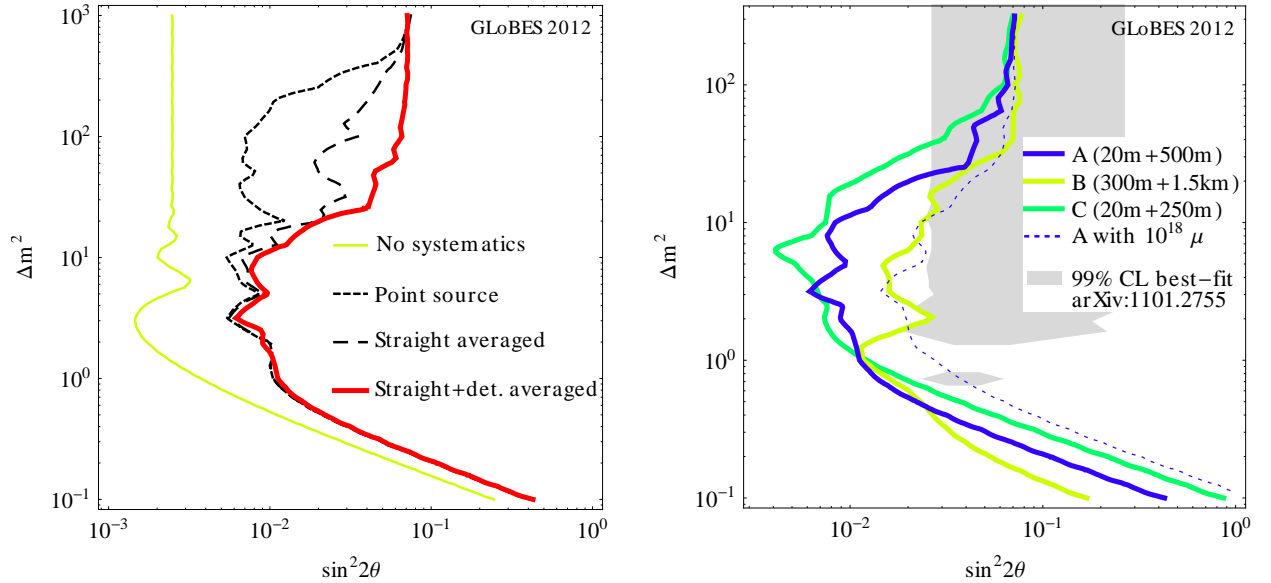 GLoBES 2012
10^3
10^2
10^1
10^0
10^-1
Δm^2
No systematics
Point source
Straight averaged
Straight+det. averaged
10^-3
10^-2
10^-1
10^0
sin^2 2θ
GLoBES 2012
10^2
10^1
10^0
10^-1
Δm^2
A (20m+500m)
B (300m+1.5km)
C (20m+250m)
A with 10^18 μ
99% CL best-fit
arXiv:1101.2755
10^-2
10^-1
10^0
sin^2 2θ